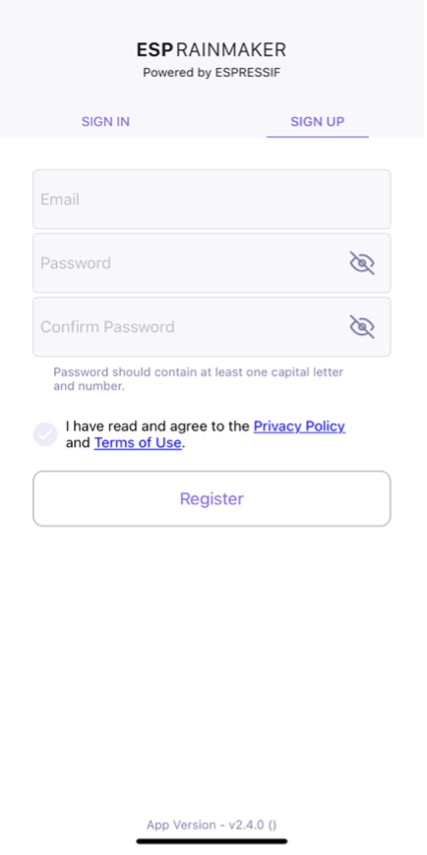 ESP RAINMAKER
Powered by ESPRESSIF
SIGN IN
SIGN UP
Email
Password
Confirm Password
Password should contain at least one capital letter
and number.
I have read and agree to the Privacy Policy
and Terms of Use.
Register
App Version - v2.4.0 ()